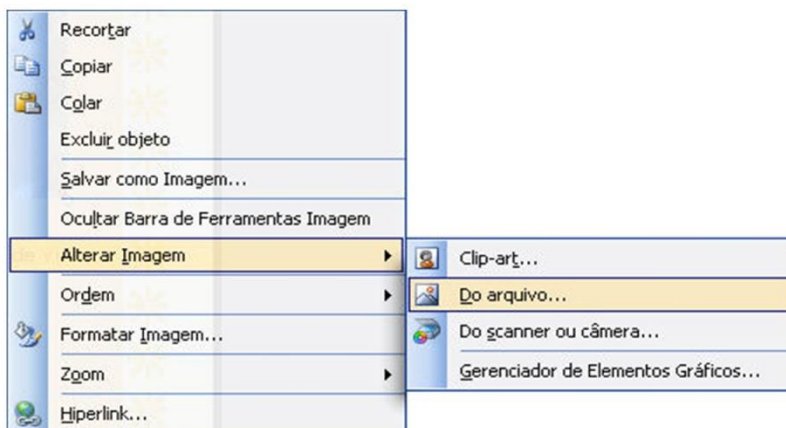 Recortar
Copiar
Colar
Excluir objeto
Salvar como Imagem...
Ocultar Barra de Ferramentas Imagem
Alterar Imagem
Ordem
Formatar Imagem...
Zoom
Hiperlink...
Clip-art...
Do arquivo...
Do scanner ou câmera...
Gerenciador de Elementos Gráficos...